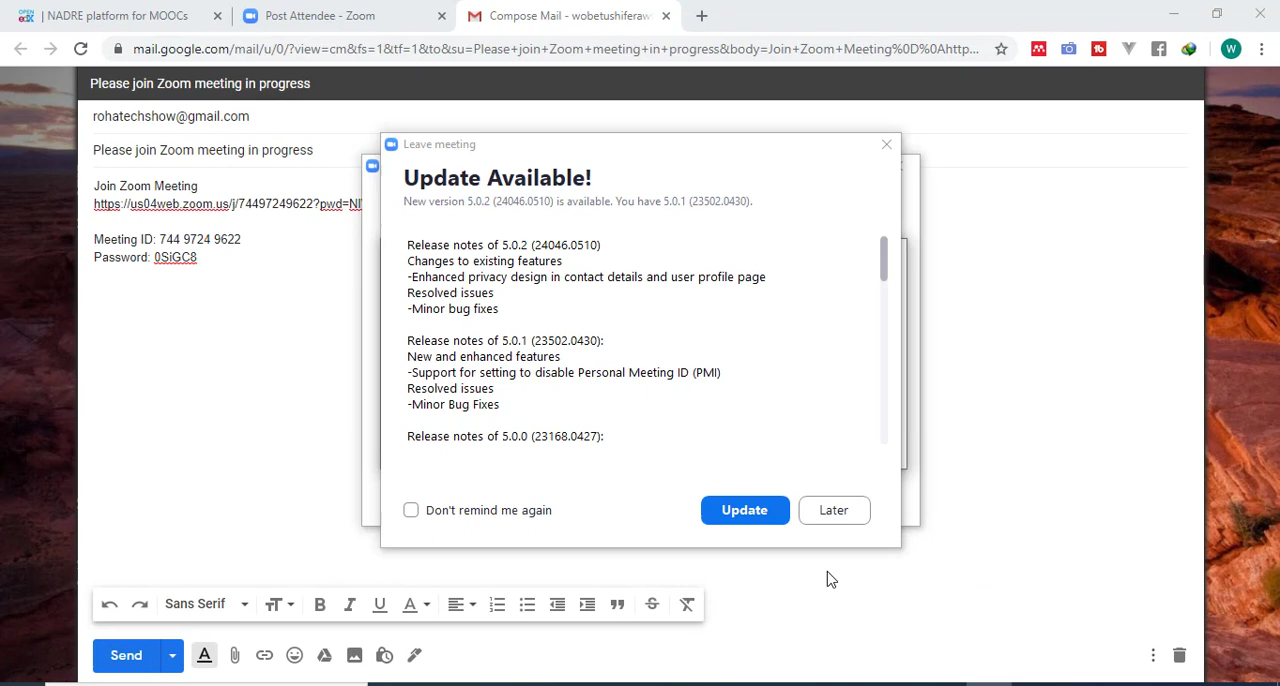 OPEN edX | NADRE platform for MOOCs
Post Attendee - Zoom
Compose Mail - wobetushiferaw
mail.google.com/mail/u/0/?view=cm&fs=1&tf=1&to&su=Please+join+Zoom+meeting+in+progress&body=Join+Zoom+Meeting%0D%0Ahttp...
W
Please join Zoom meeting in progress
rohatechshow@gmail.com
Please join Zoom meeting in progress
Join Zoom Meeting
https://us04web.zoom.us/j/74497249622?pwd=
Meeting ID: 744 9724 9622
Password: 0SiGC8
Leave meeting
Update Available!
New version 5.0.2 (24046.0510) is available. You have 5.0.1 (23502.0430).
Release notes of 5.0.2 (24046.0510)
Changes to existing features
-Enhanced privacy design in contact details and user profile page
Resolved issues
-Minor bug fixes
Release notes of 5.0.1 (23502.0430):
New and enhanced features
-Support for setting to disable Personal Meeting ID (PMI)
Resolved issues
-Minor Bug Fixes
Release notes of 5.0.0 (23168.0427):
Don't remind me again
Update
Later
Sans Serif
Send